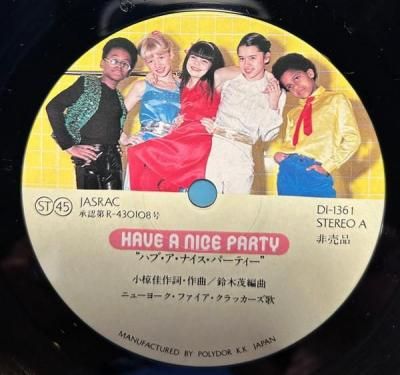 ST 45
JASRAC
承認第R-430108号
DI-1361
STEREO A
非売品
HAVE A NICE PARTY
"ハブ・ア・ナイス・パーティー"
小椋佳作詞・作曲/鈴木茂編曲
ニューヨーク・ファイア・クラッカーズ歌
MANUFACTURED BY POLYDOR K.K. JAPAN